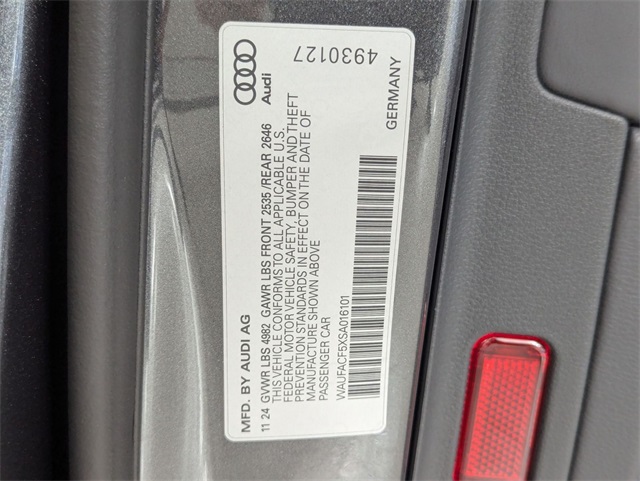 MFD. BY AUDI AG
Audi
11 24 GVWR LBS 4982 GAWR LBS FRONT 2535 /REAR 2646
THIS VEHICLE CONFORMS TO ALL APPLICABLE U.S.
FEDERAL MOTOR VEHICLE SAFETY, BUMPER AND THEFT
PREVENTION STANDARDS IN EFFECT ON THE DATE OF
MANUFACTURE SHOWN ABOVE
PASSENGER CAR
WAUFACF5XSA016101
GERMANY
4930127